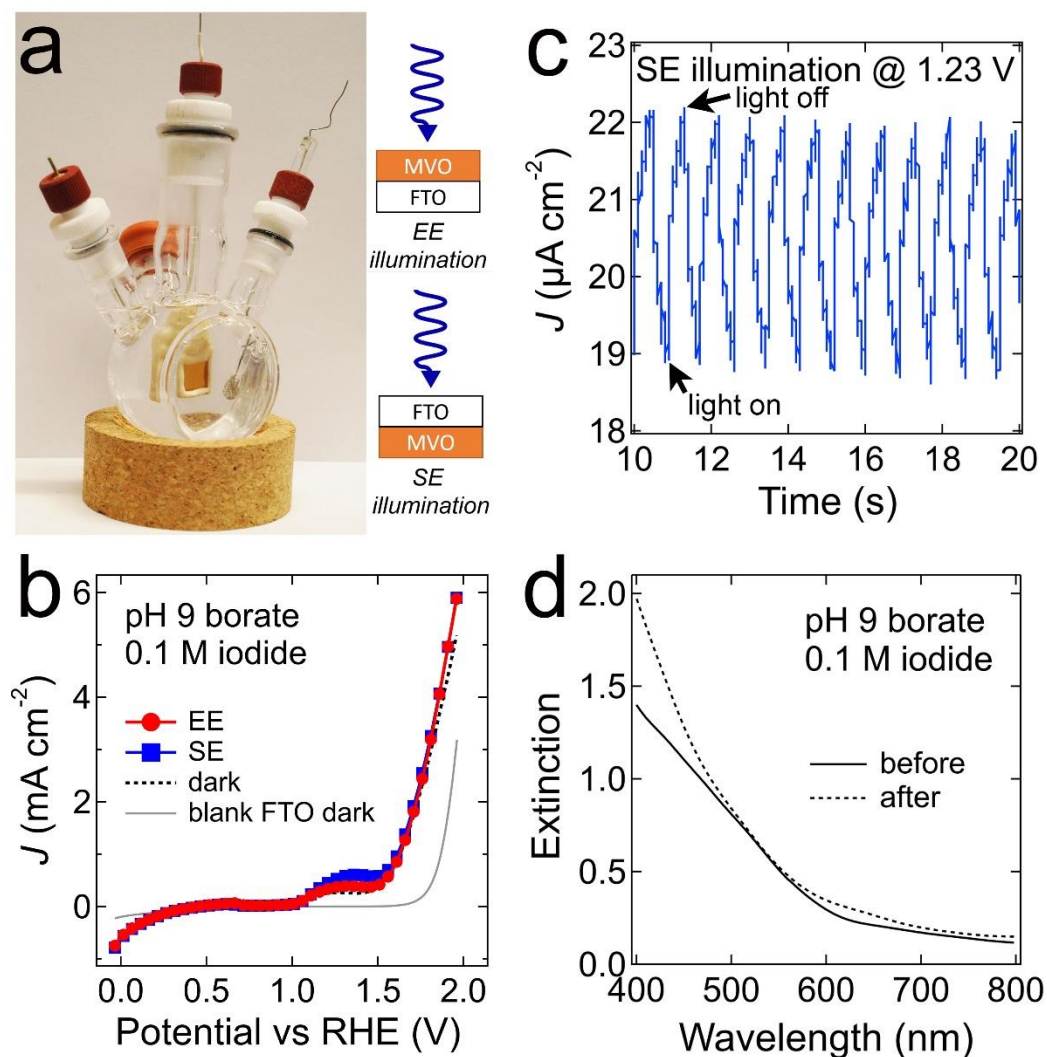 a
MVO
FTO
EE
illumination
FTO
MVO
SE
illumination
c
23
22
21
20
19
18
J (µA cm-2)
SE illumination @ 1.23 V
light off
light on
10
12
14
16
18
20
Time (s)
b
6
4
2
0
J (mA cm-2)
pH 9 borate
0.1 M iodide
EE
SE
dark
blank FTO dark
0.0
0.5
1.0
1.5
2.0
Potential vs RHE (V)
d
2.0
1.5
1.0
0.5
0.0
Extinction
pH 9 borate
0.1 M iodide
before
after
400
500
600
700
800
Wavelength (nm)